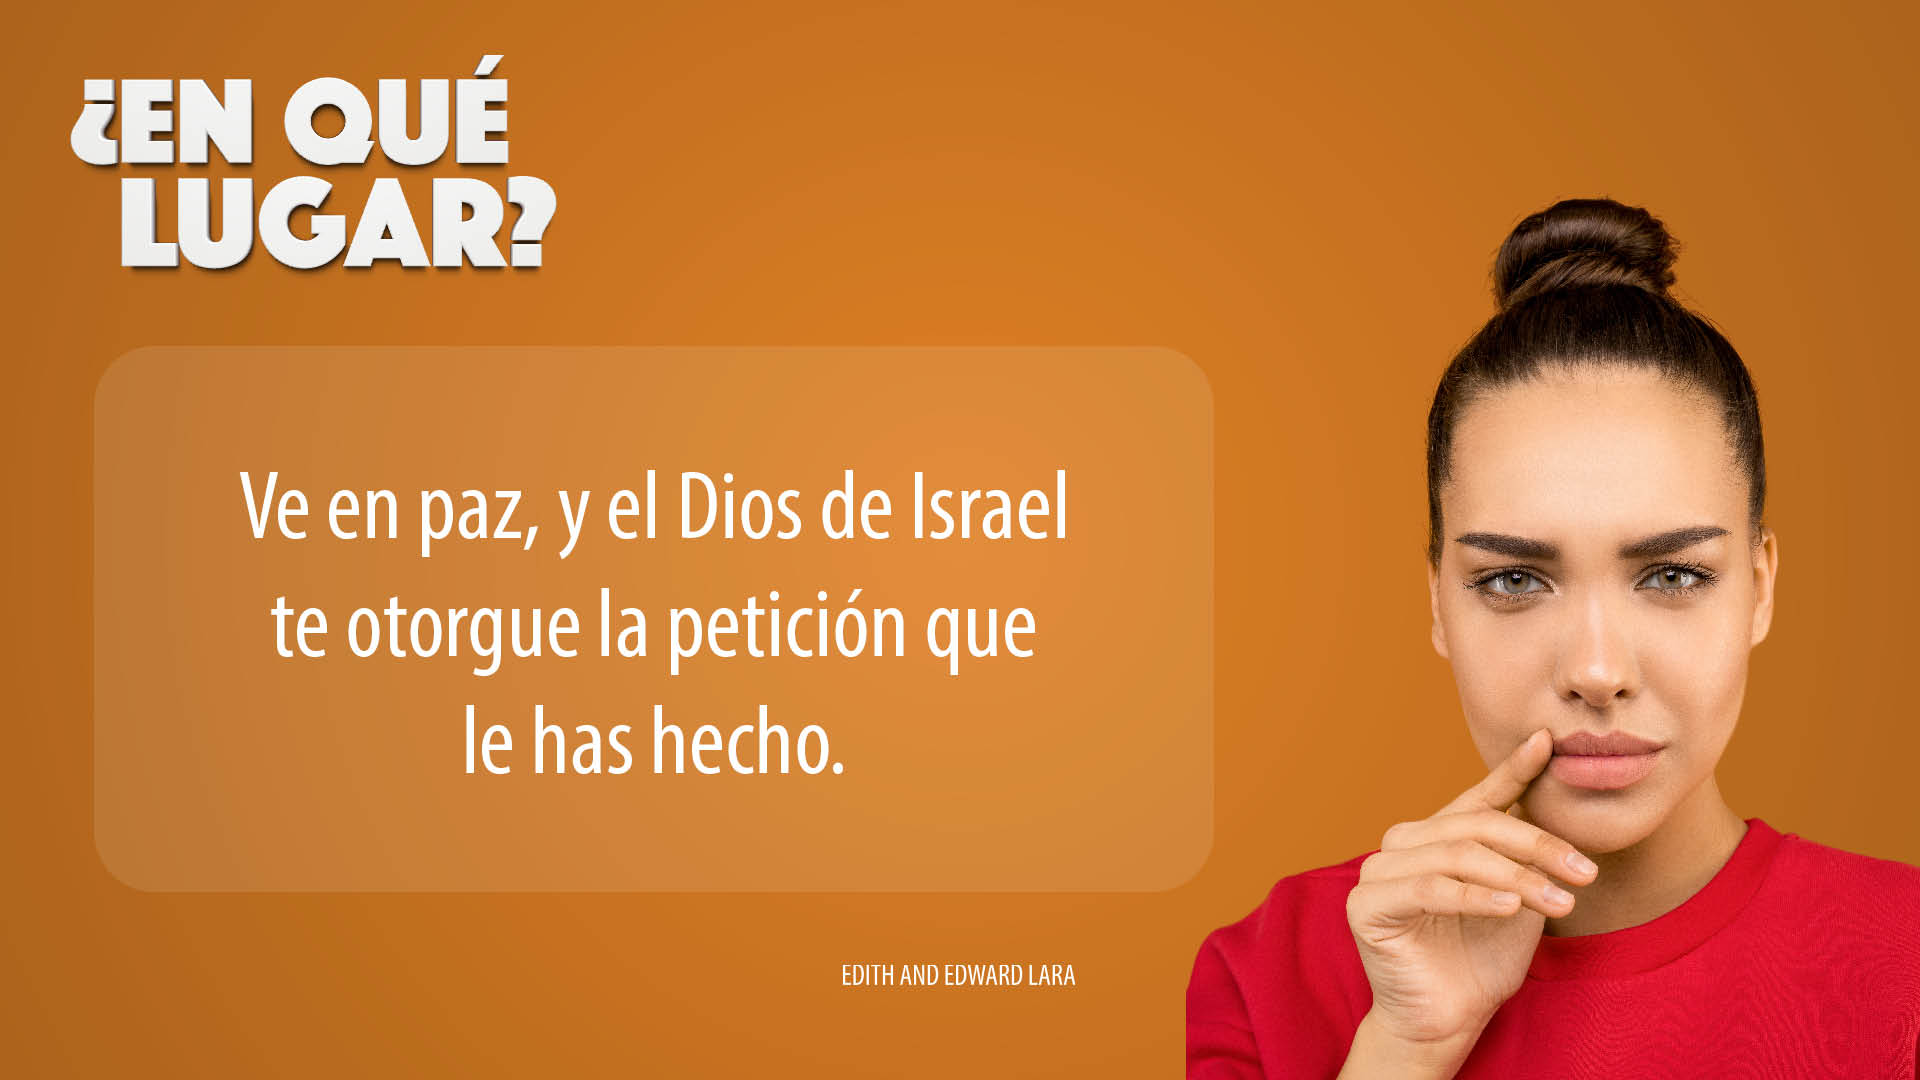 ¿EN QUÉ
LUGAR?
Ve en paz, y el Dios de Israel
te otorgue la petición que
le has hecho.
EDITH AND EDWARD LARA